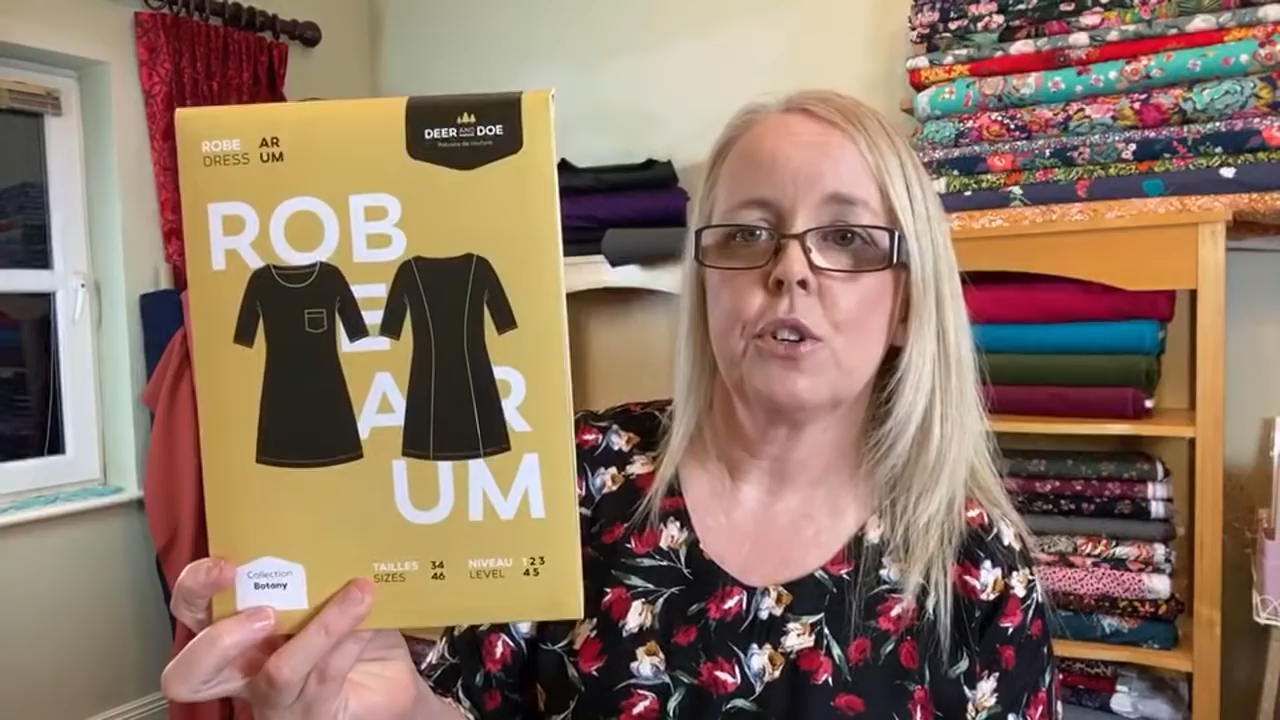 ROBE AR
DRESS UM
DEER AND DOE
Patrons de couture
ROB
E
AR
UM
Collection
Botany
TAILLES 34
SIZES 46
NIVEAU 1 2 3
LEVEL 4 5